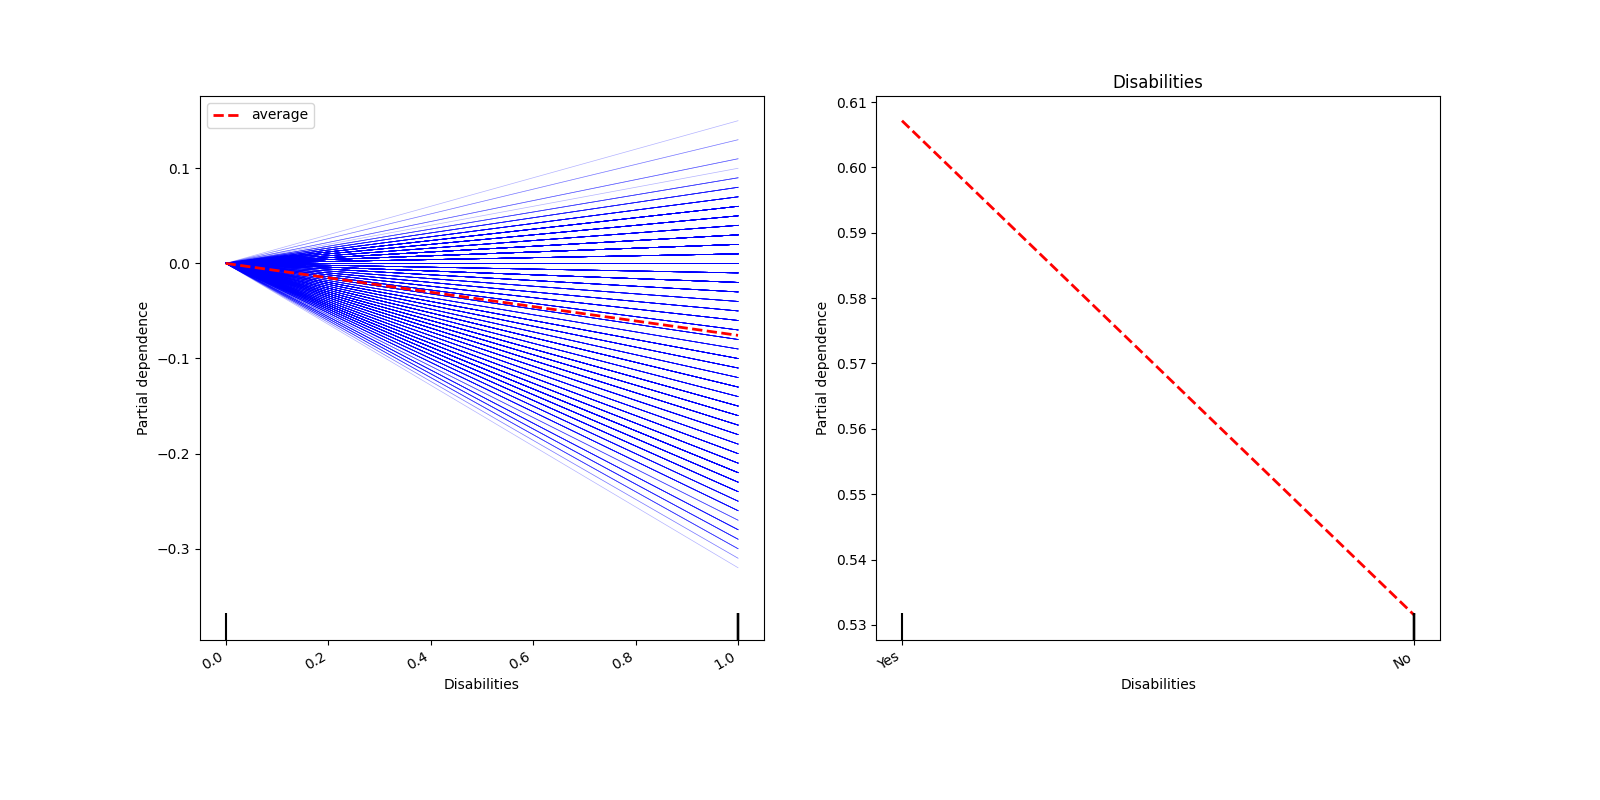 average
0.1
0.0
−0.1
−0.2
−0.3
Partial dependence
0.0
0.2
0.4
0.6
0.8
1.0
Disabilities
Disabilities
0.61
0.60
0.59
0.58
0.57
0.56
0.55
0.54
0.53
Partial dependence
Yes
No
Disabilities